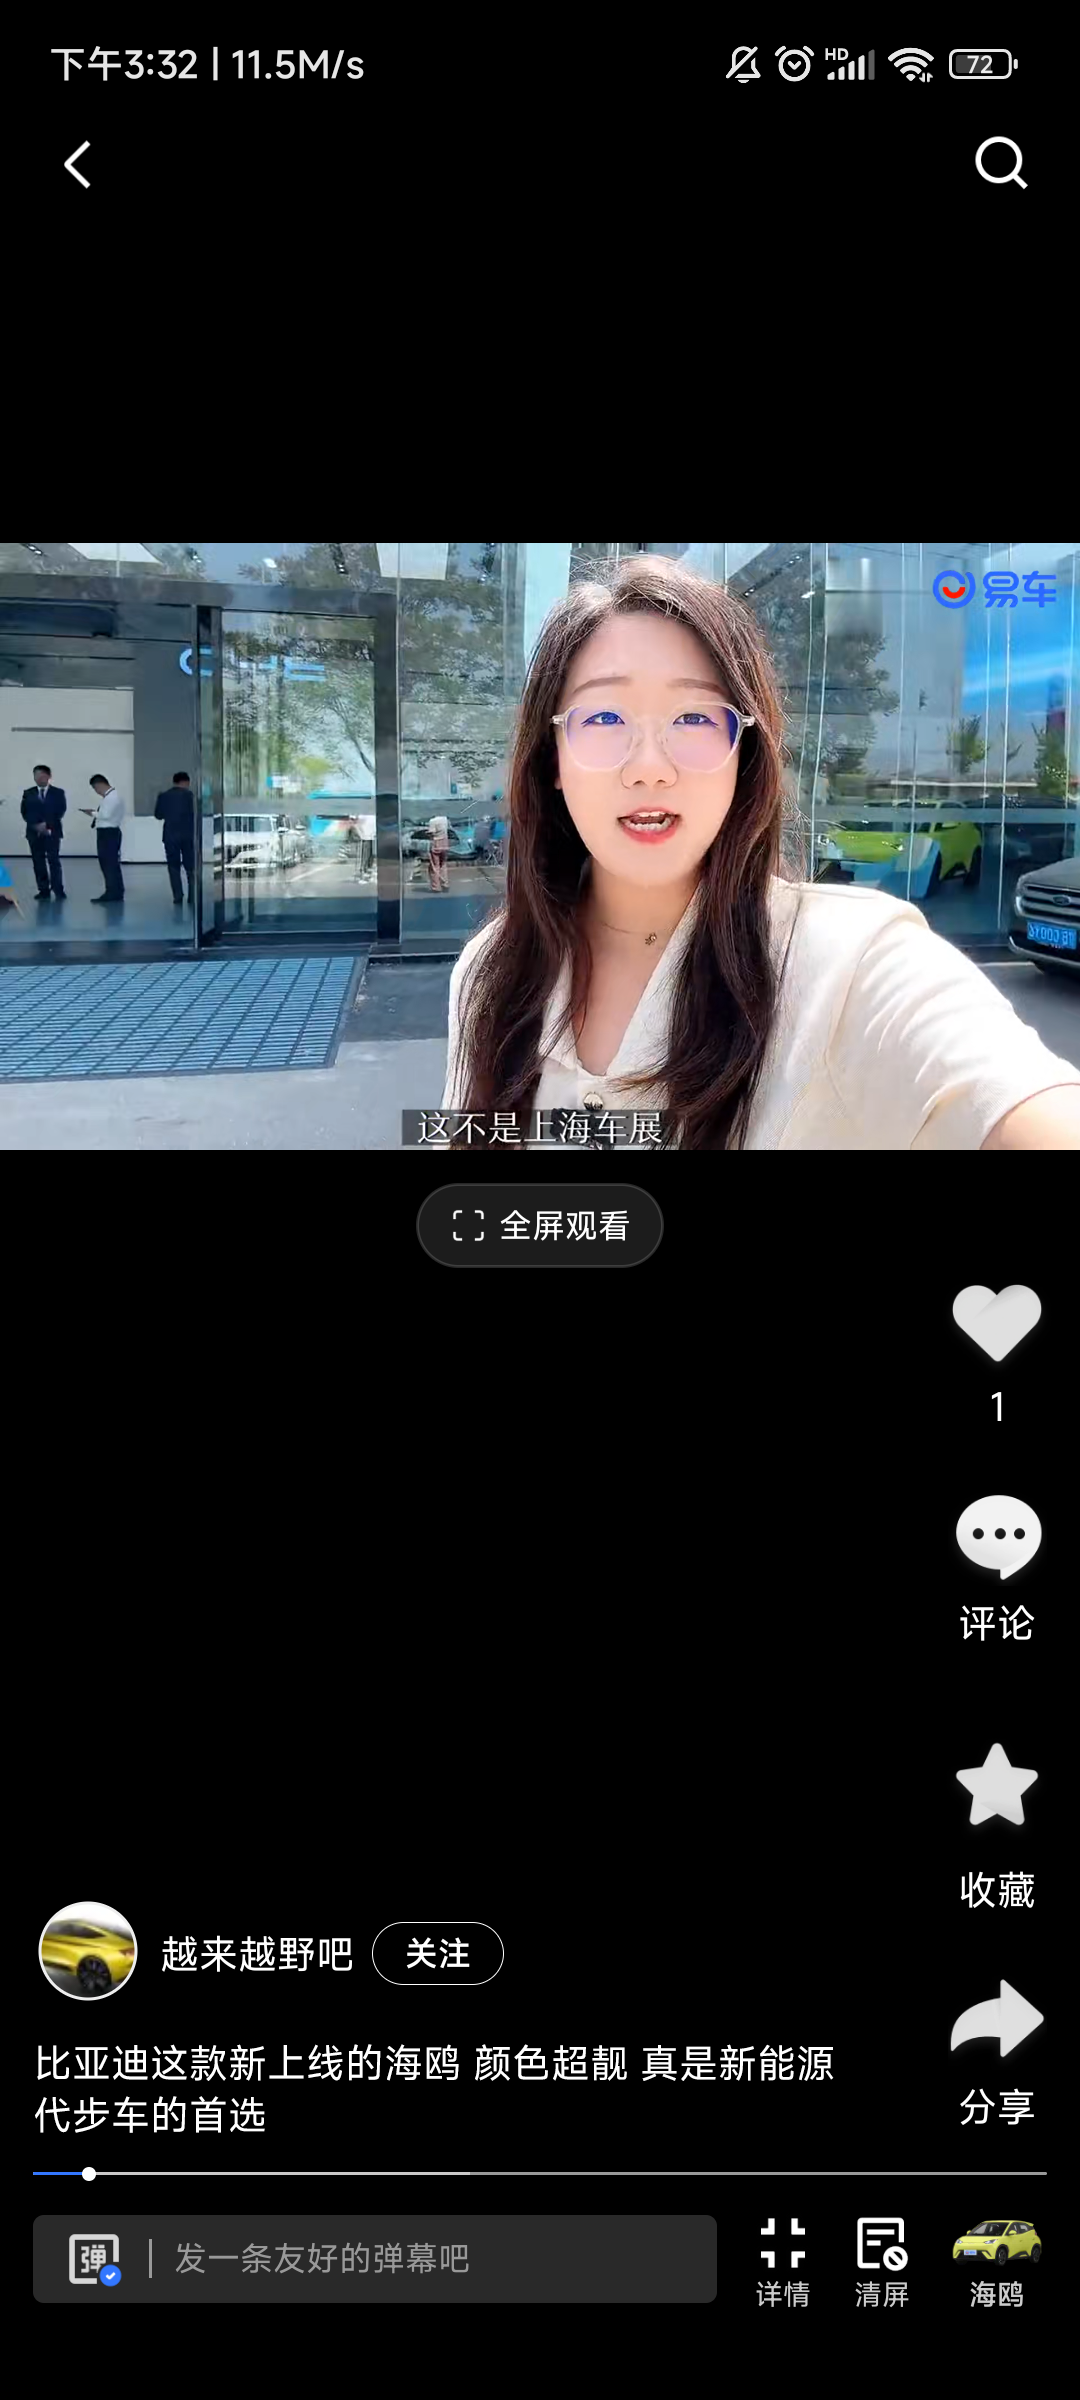 下午3:32 | 11.5M/s
HD
72
易车
这不是上海车展
全屏观看
1
评论
收藏
越来越野吧
关注
分享
比亚迪这款新上线的海鸥 颜色超靓 真是新能源
代步车的首选
弹
发一条友好的弹幕吧
详情
清屏
海鸥